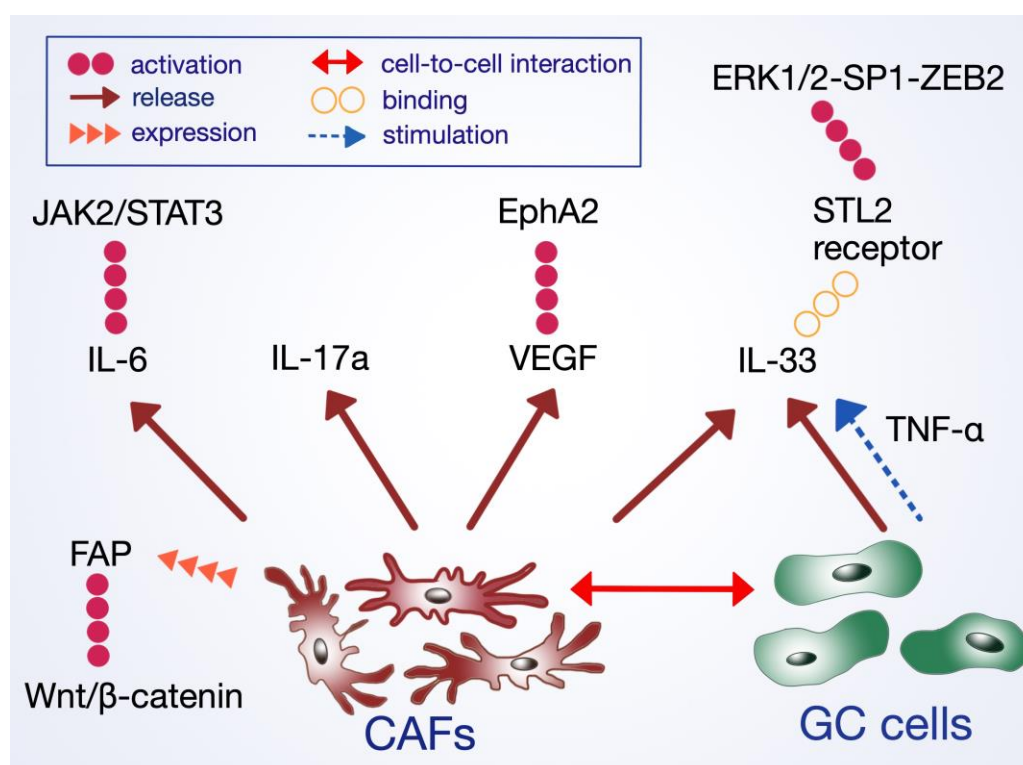 activation
release
expression
cell-to-cell interaction
binding
stimulation
ERK1/2-SP1-ZEB2
JAK2/STAT3
EphA2
STL2
receptor
IL-6
IL-17a
VEGF
IL-33
TNF-α
FAP
Wnt/β-catenin
CAFs
GC cells